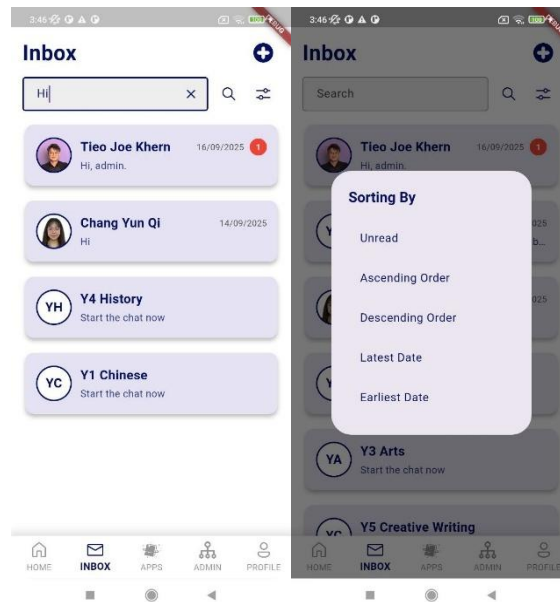 3:46
DEBUG
Inbox
Hi
Tieo Joe Khern
16/09/2025
1
Hi, admin.
Chang Yun Qi
14/09/2025
Hi
YH
Y4 History
Start the chat now
YC
Y1 Chinese
Start the chat now
HOME
INBOX
APPS
ADMIN
PROFILE
3:46
Inbox
Search
Tieo Joe Khern
16/09/2025
1
Hi, admin.
Sorting By
Unread
Ascending Order
Descending Order
Latest Date
Earliest Date
YA
Y3 Arts
Start the chat now
YC
Y5 Creative Writing
HOME
INBOX
APPS
ADMIN
PROFILE